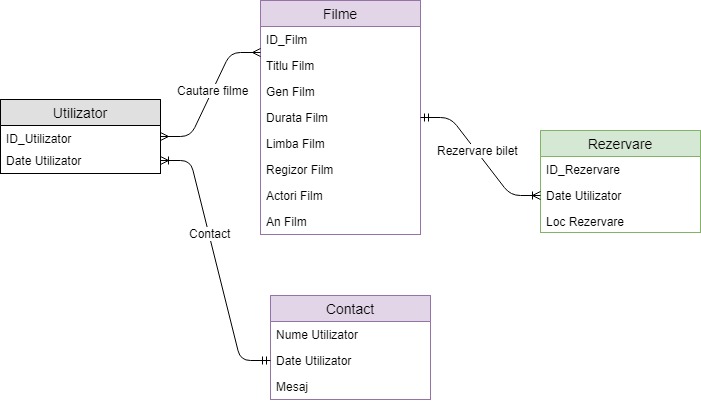 Filme
ID_Film
Titlu Film
Gen Film
Durata Film
Limba Film
Regizor Film
Actori Film
An Film
Cautare filme
Utilizator
ID_Utilizator
Date Utilizator
Rezervare bilet
Rezervare
ID_Rezervare
Date Utilizator
Loc Rezervare
Contact
Contact
Nume Utilizator
Date Utilizator
Mesaj